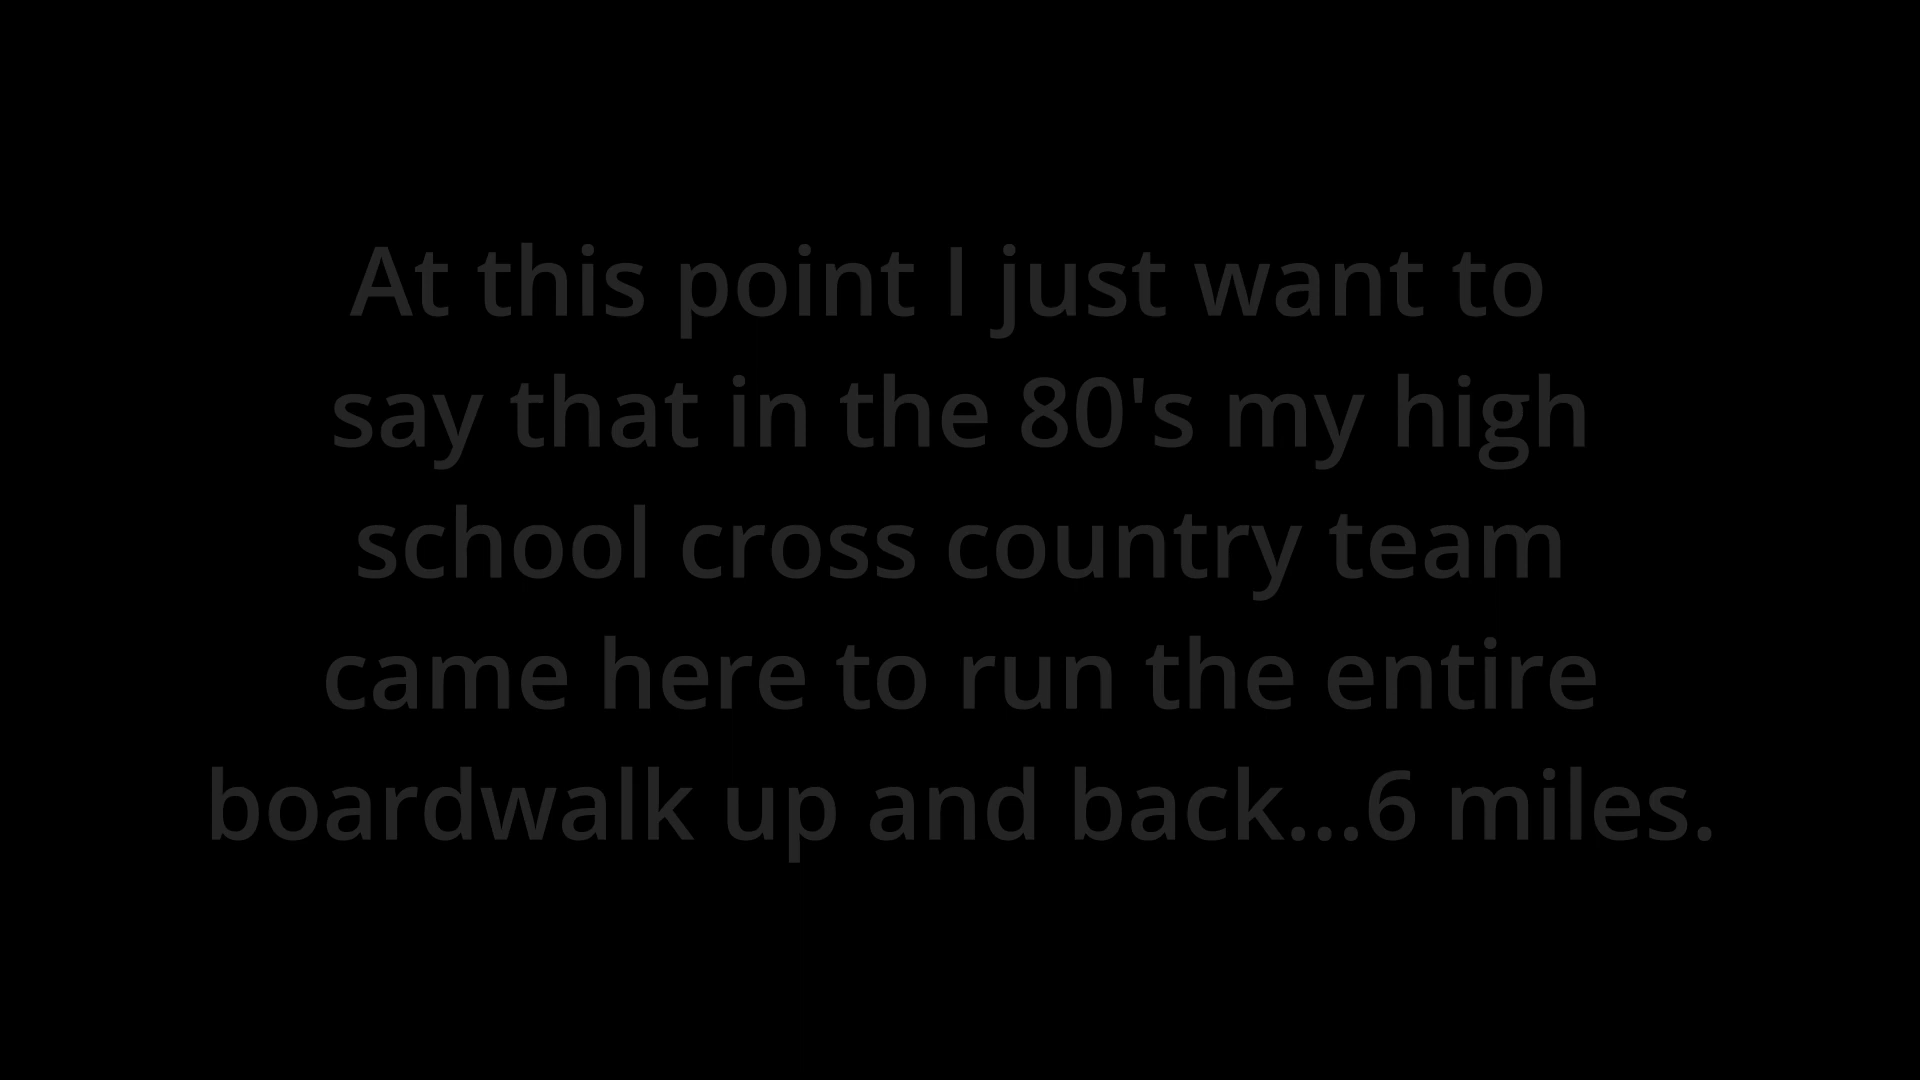 At this point I just want to
say that in the 80's my high
school cross country team
came here to run the entire
boardwalk up and back...6 miles.